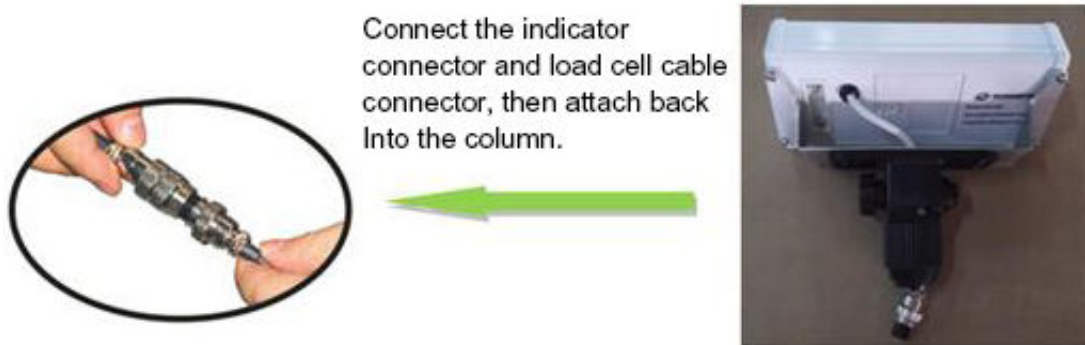 Connect the indicator
connector and load cell cable
connector, then attach back
Into the column.